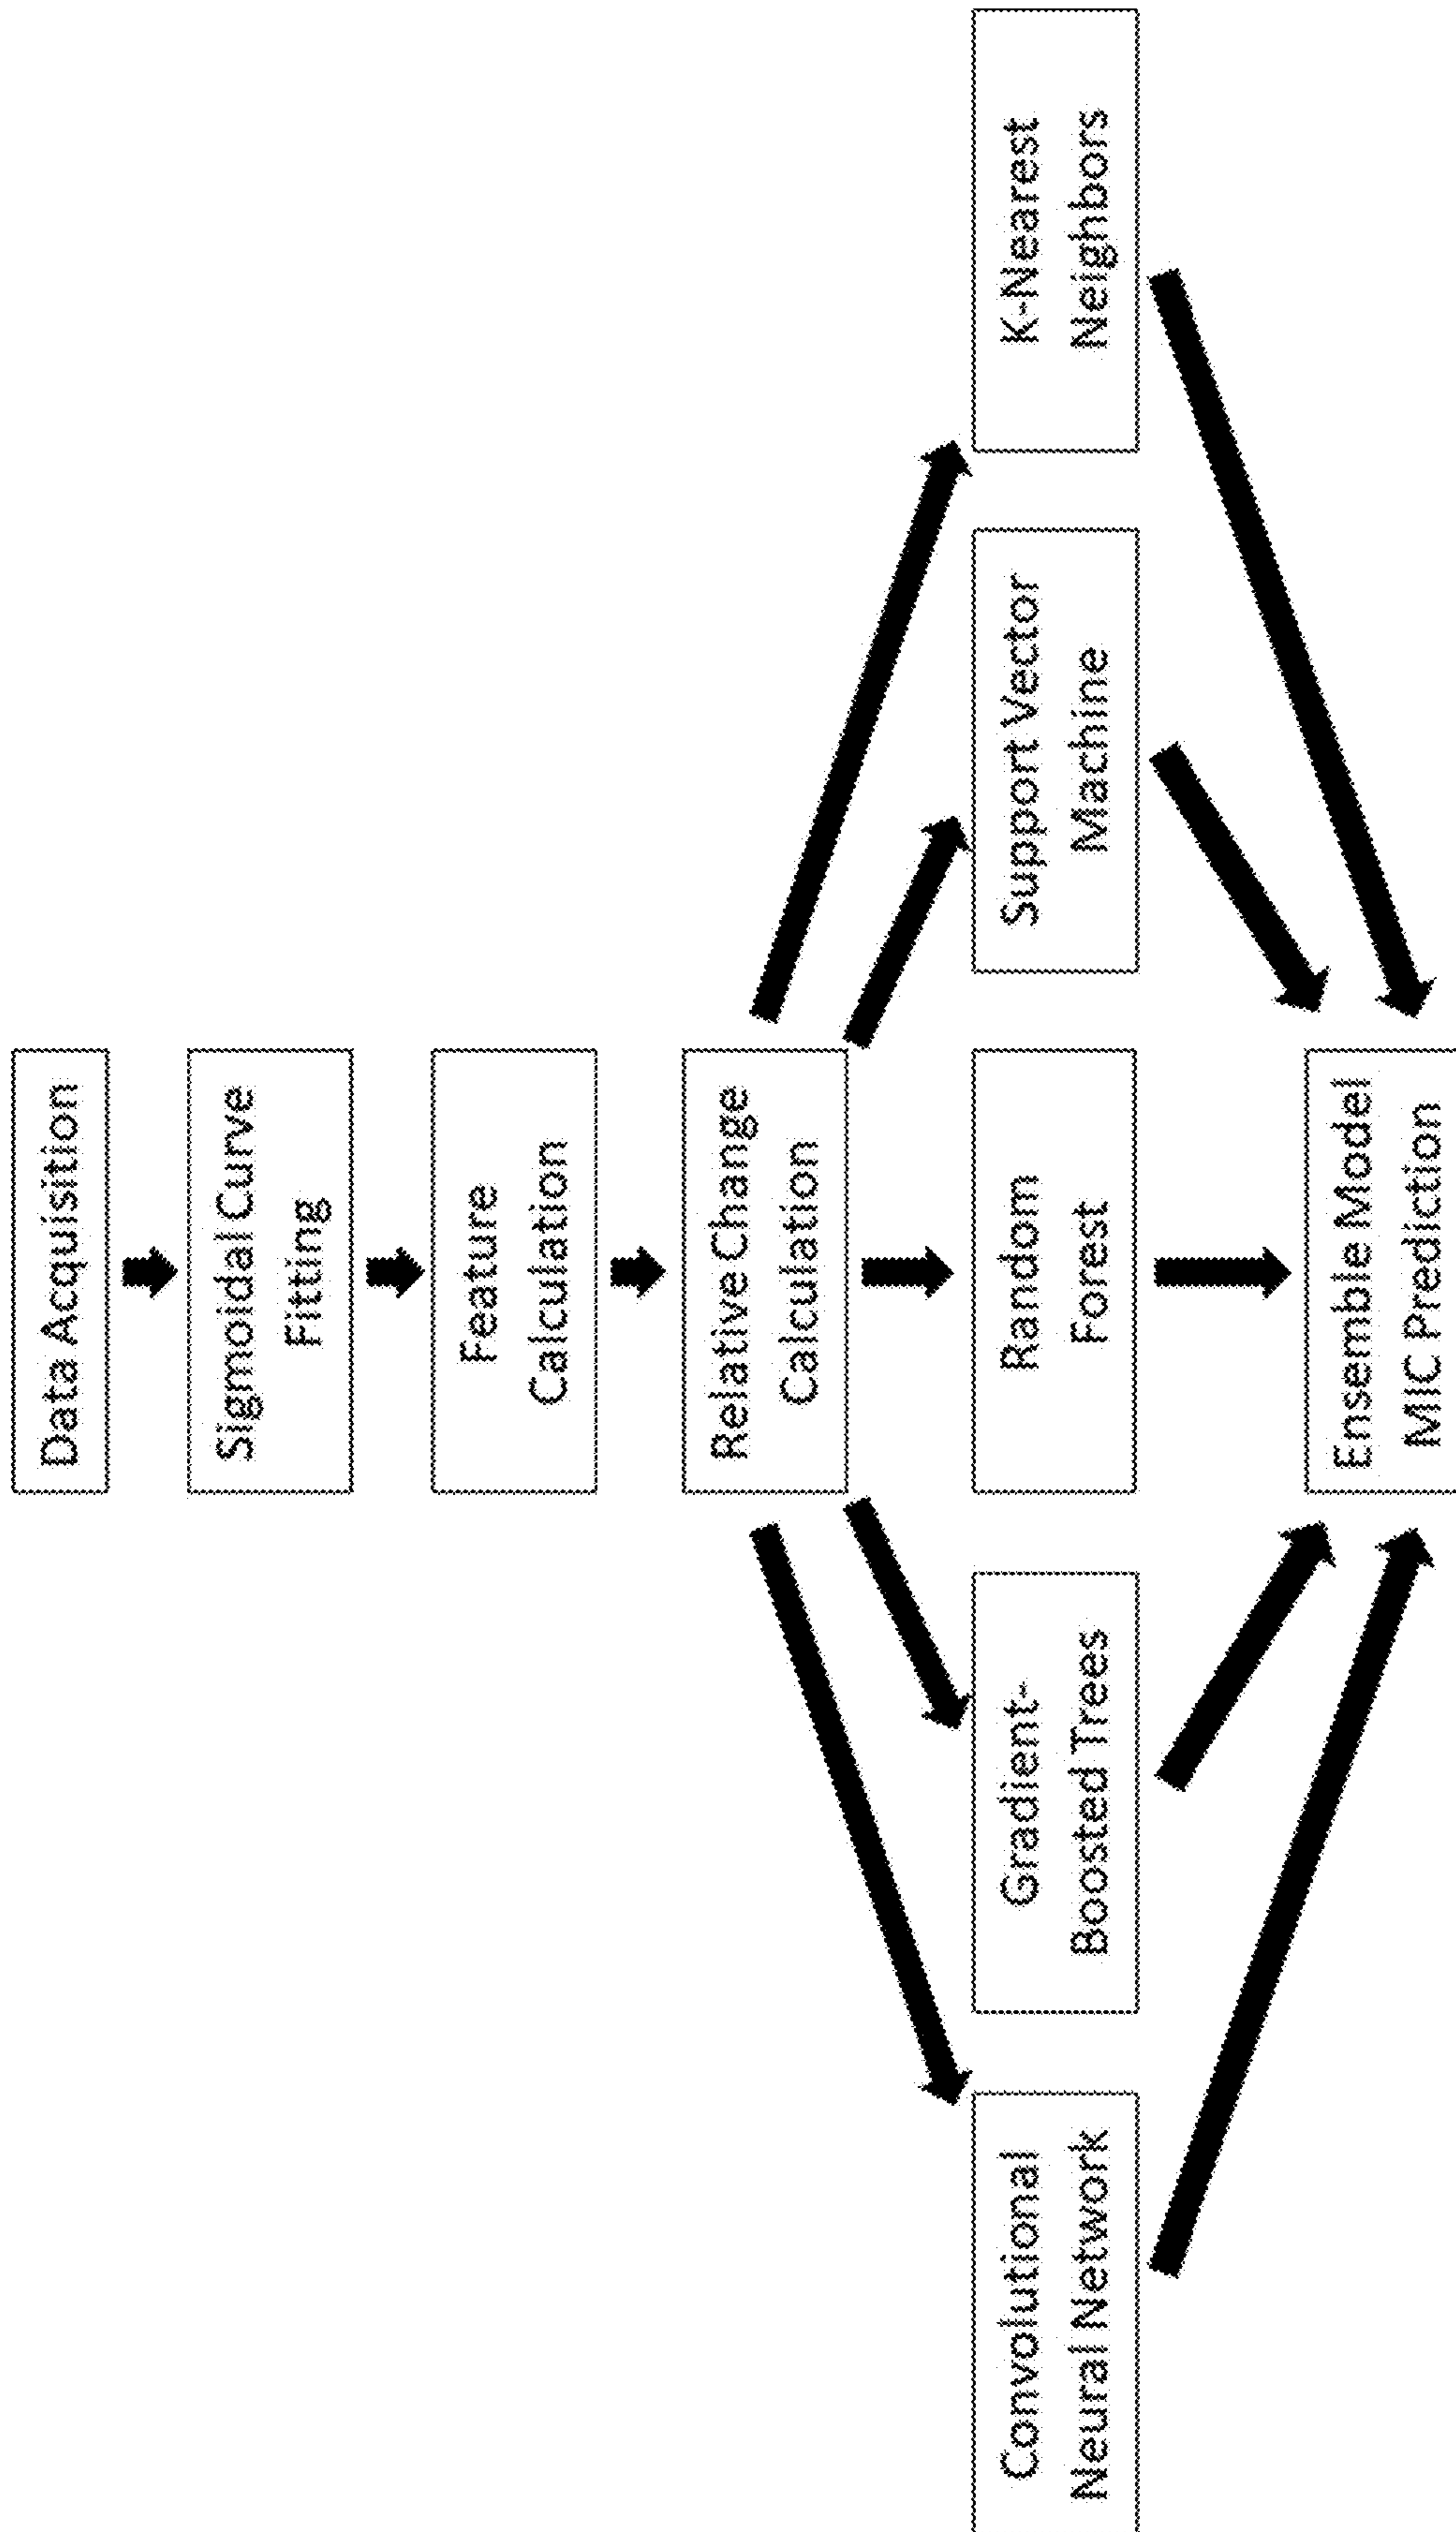 Data Acquisition
Sigmoidal Curve
Fitting
Feature
Calculation
Relative Change
Calculation
Convolutional
Neural Network
Gradient-
Boosted Trees
Random
Forest
Support Vector
Machine
K-Nearest
Neighbors
Ensemble Model
MIC Prediction